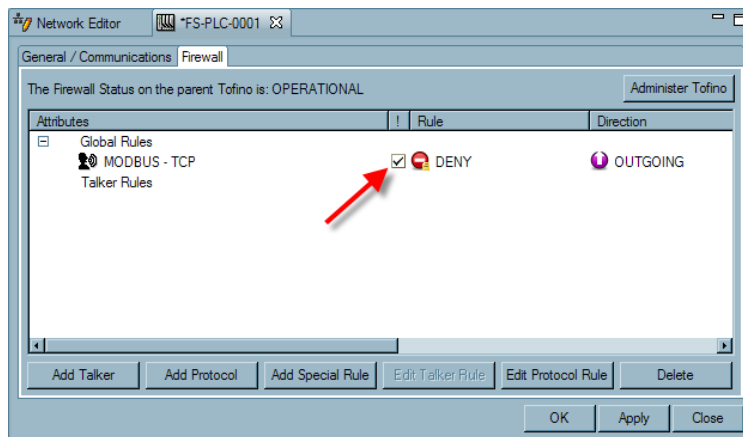 Network Editor *FS-PLC-0001
General / Communications Firewall
The Firewall Status on the parent Tofino is: OPERATIONAL Administer Tofino
Attributes ! Rule Direction
Global Rules
MODBUS - TCP DENY OUTGOING
Talker Rules
Add Talker Add Protocol Add Special Rule Edit Talker Rule Edit Protocol Rule Delete
OK Apply Close